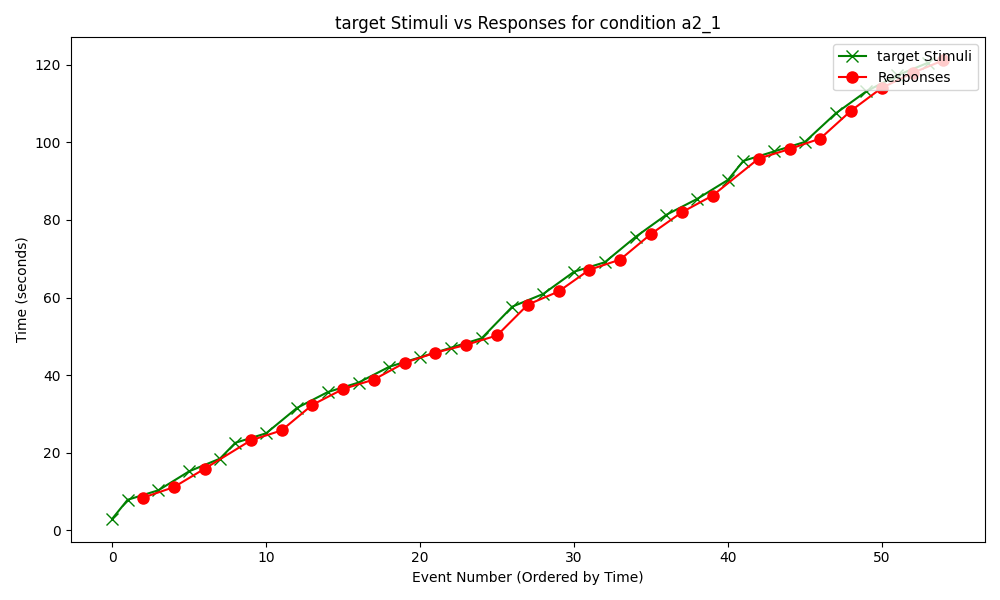 target Stimuli vs Responses for condition a2_1
target Stimuli
Responses
Time (seconds)
120
100
80
60
40
20
0
0 10 20 30 40 50
Event Number (Ordered by Time)